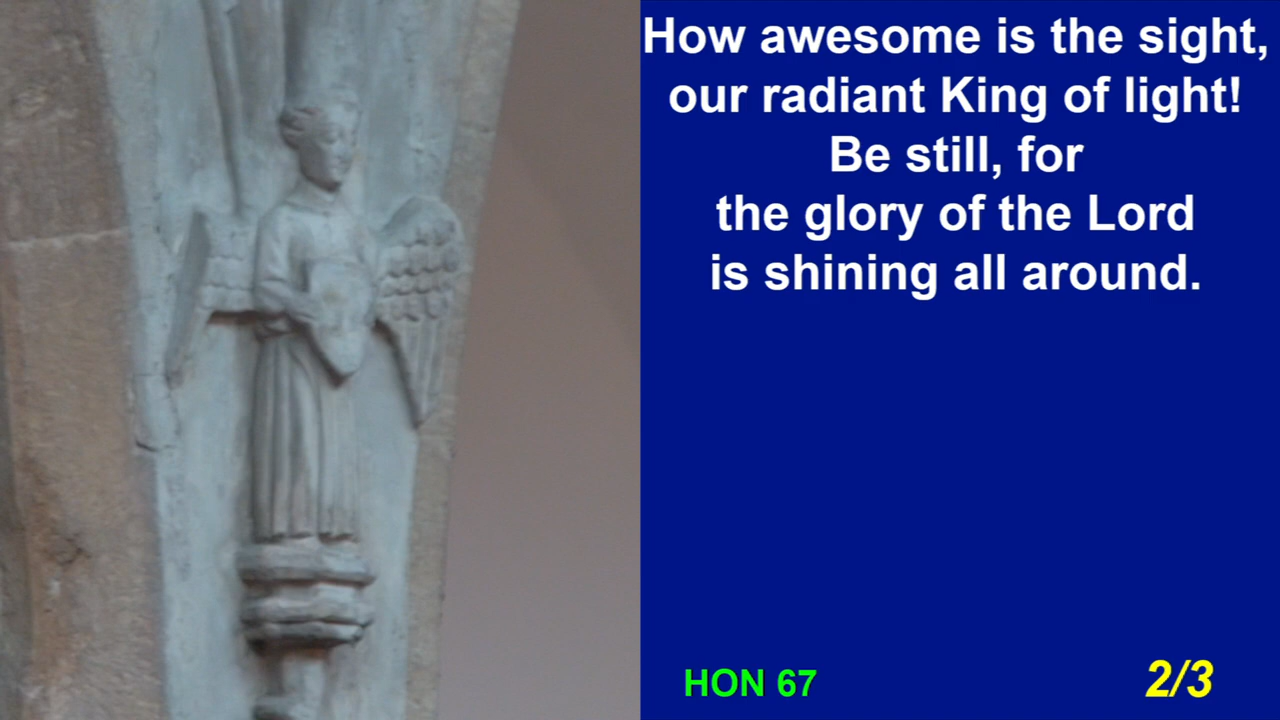 How awesome is the sight,
our radiant King of light!
Be still, for
the glory of the Lord
is shining all around.
HON 67
2/3